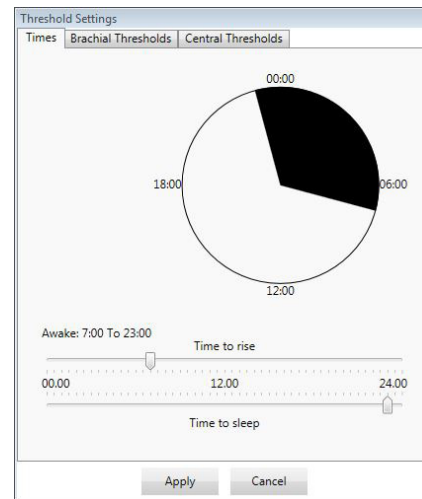 Threshold Settings
Times Brachial Thresholds Central Thresholds
00:00
18:00 06:00
12:00
Awake: 7:00 To 23:00
Time to rise
00.00 12.00 24.00
Time to sleep
Apply Cancel